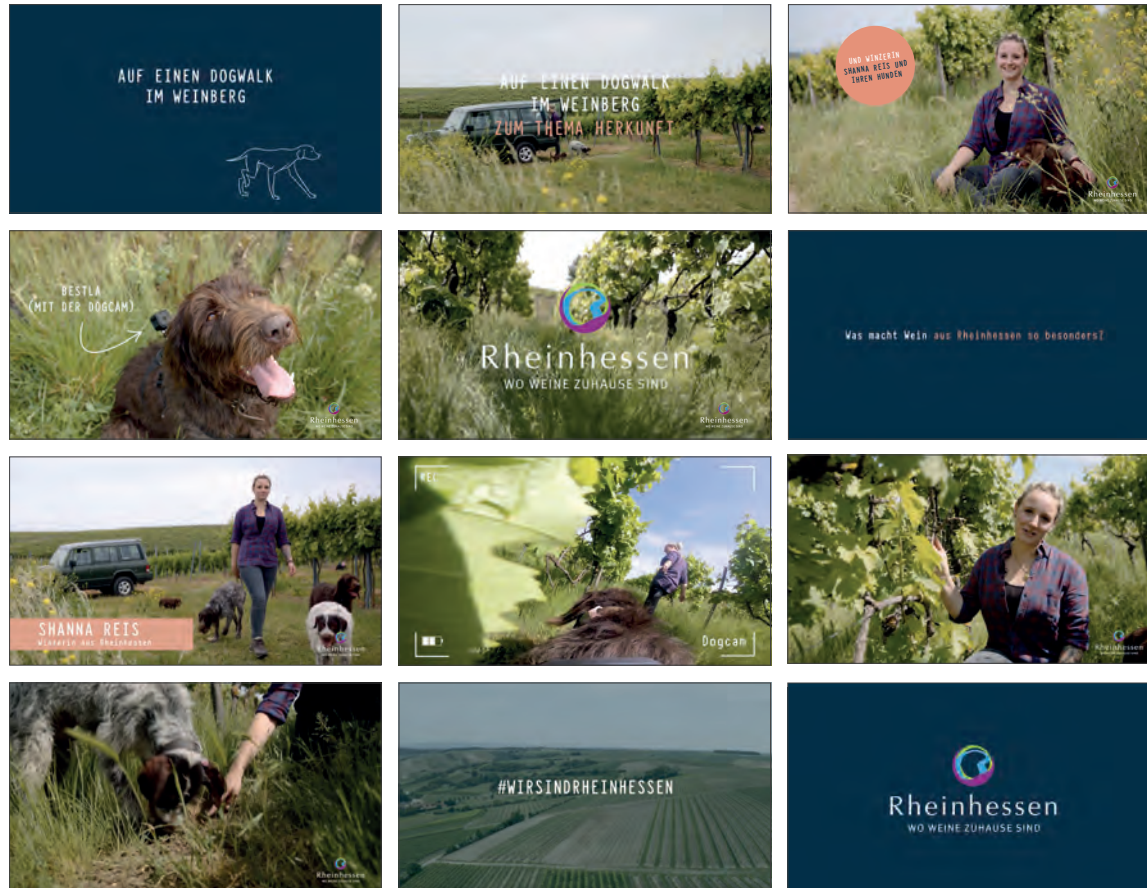 AUF EINEN DOGWALK
IM WEINBERG
AUF EINEN DOGWALK
IM WEINBERG
ZUM THEMA HERKUNFT
UND WINZERIN
SHANNA REIS UND
IHREN HUNDEN
Rheinhessen
BESTLA
(MIT DER DOGCAM)
Rheinhessen
Rheinhessen
WO WEINE ZUHAUSE SIND
Rheinhessen
Was macht Wein aus Rheinhessen so besonders?
SHANNA REIS
Winzerin aus Rheinhessen
Rheinhessen
REC
Dogcam
Rheinhessen
Rheinhessen
#WIRSINDRHEINHESSEN
Rheinhessen
WO WEINE ZUHAUSE SIND